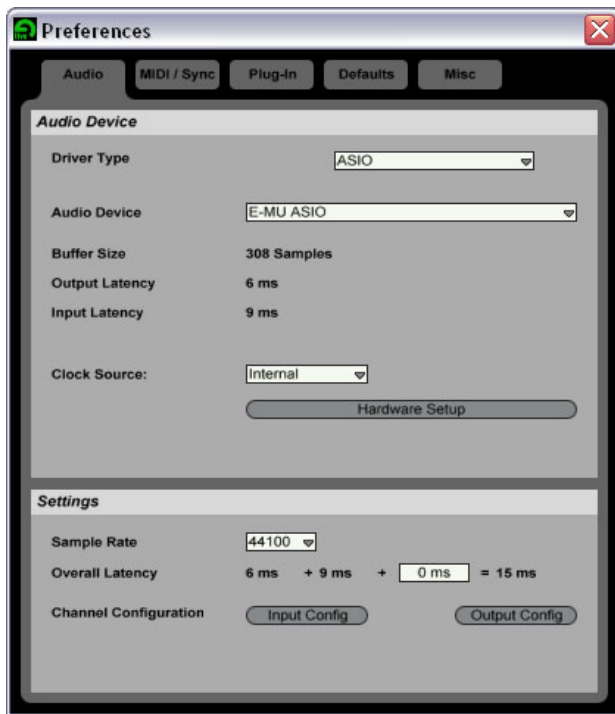 Live Preferences
Audio MIDI / Sync Plug-In Defaults Misc
Audio Device
Driver Type ASIO
Audio Device E-MU ASIO
Buffer Size 308 Samples
Output Latency 6 ms
Input Latency 9 ms
Clock Source: Internal
Hardware Setup
Settings
Sample Rate 44100
Overall Latency 6 ms + 9 ms + 0 ms = 15 ms
Channel Configuration Input Config Output Config